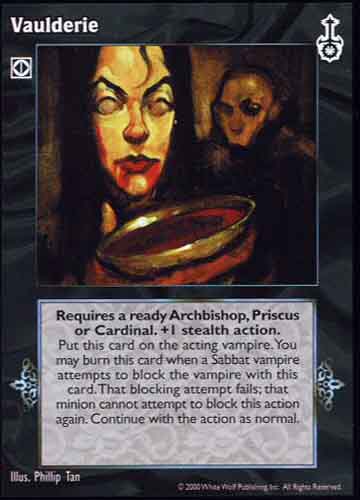 Vaulderie
Requires a ready Archbishop, Priscus
or Cardinal. +1 stealth action.
Put this card on the acting vampire. You
may burn this card when a Sabbat vampire
attempts to block the vampire with this
card. That blocking attempt fails; that
minion cannot attempt to block this action
again. Continue with the action as normal.
Illus. Phillip Tan
© 2000 White Wolf Publishing Inc. All Rights Reserved.